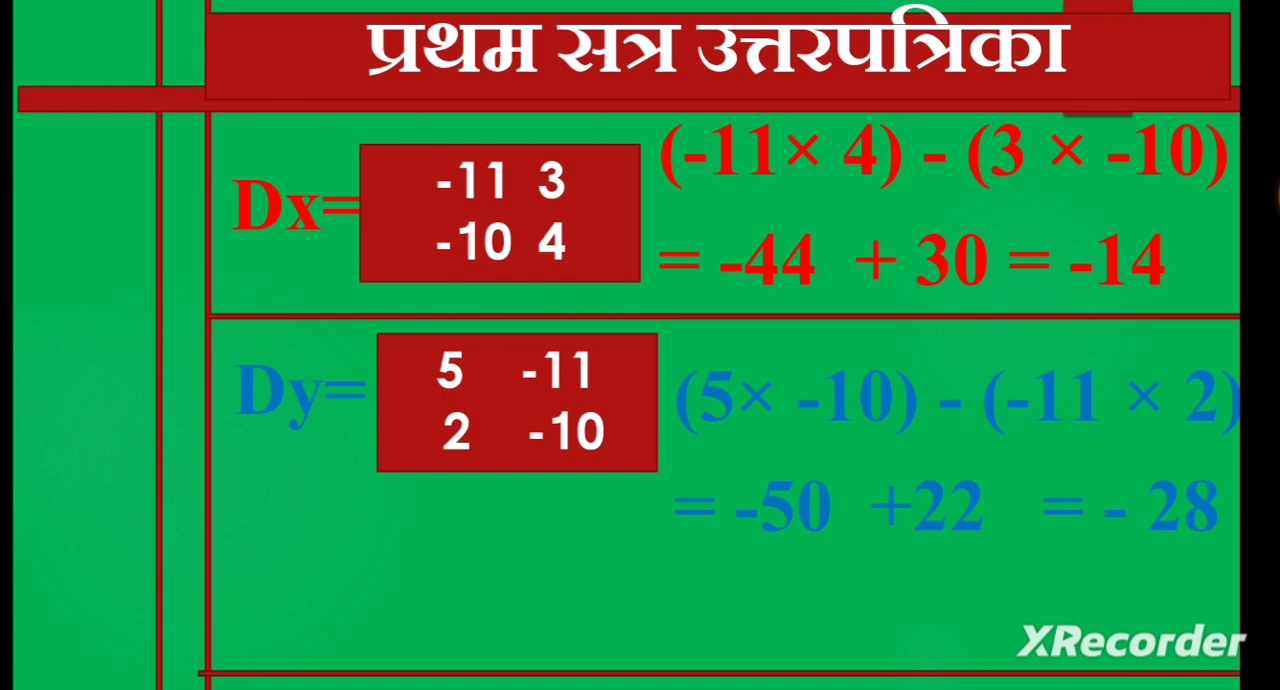 प्रथम सत्र उत्तरपत्रिका
(-11× 4) - (3 × -10)
Dx= -11 3
-10 4
= -44 + 30 = -14
Dy= 5 -11
2 -10
(5× -10) - (-11 × 2)
= -50 +22 = - 28
XRecorder